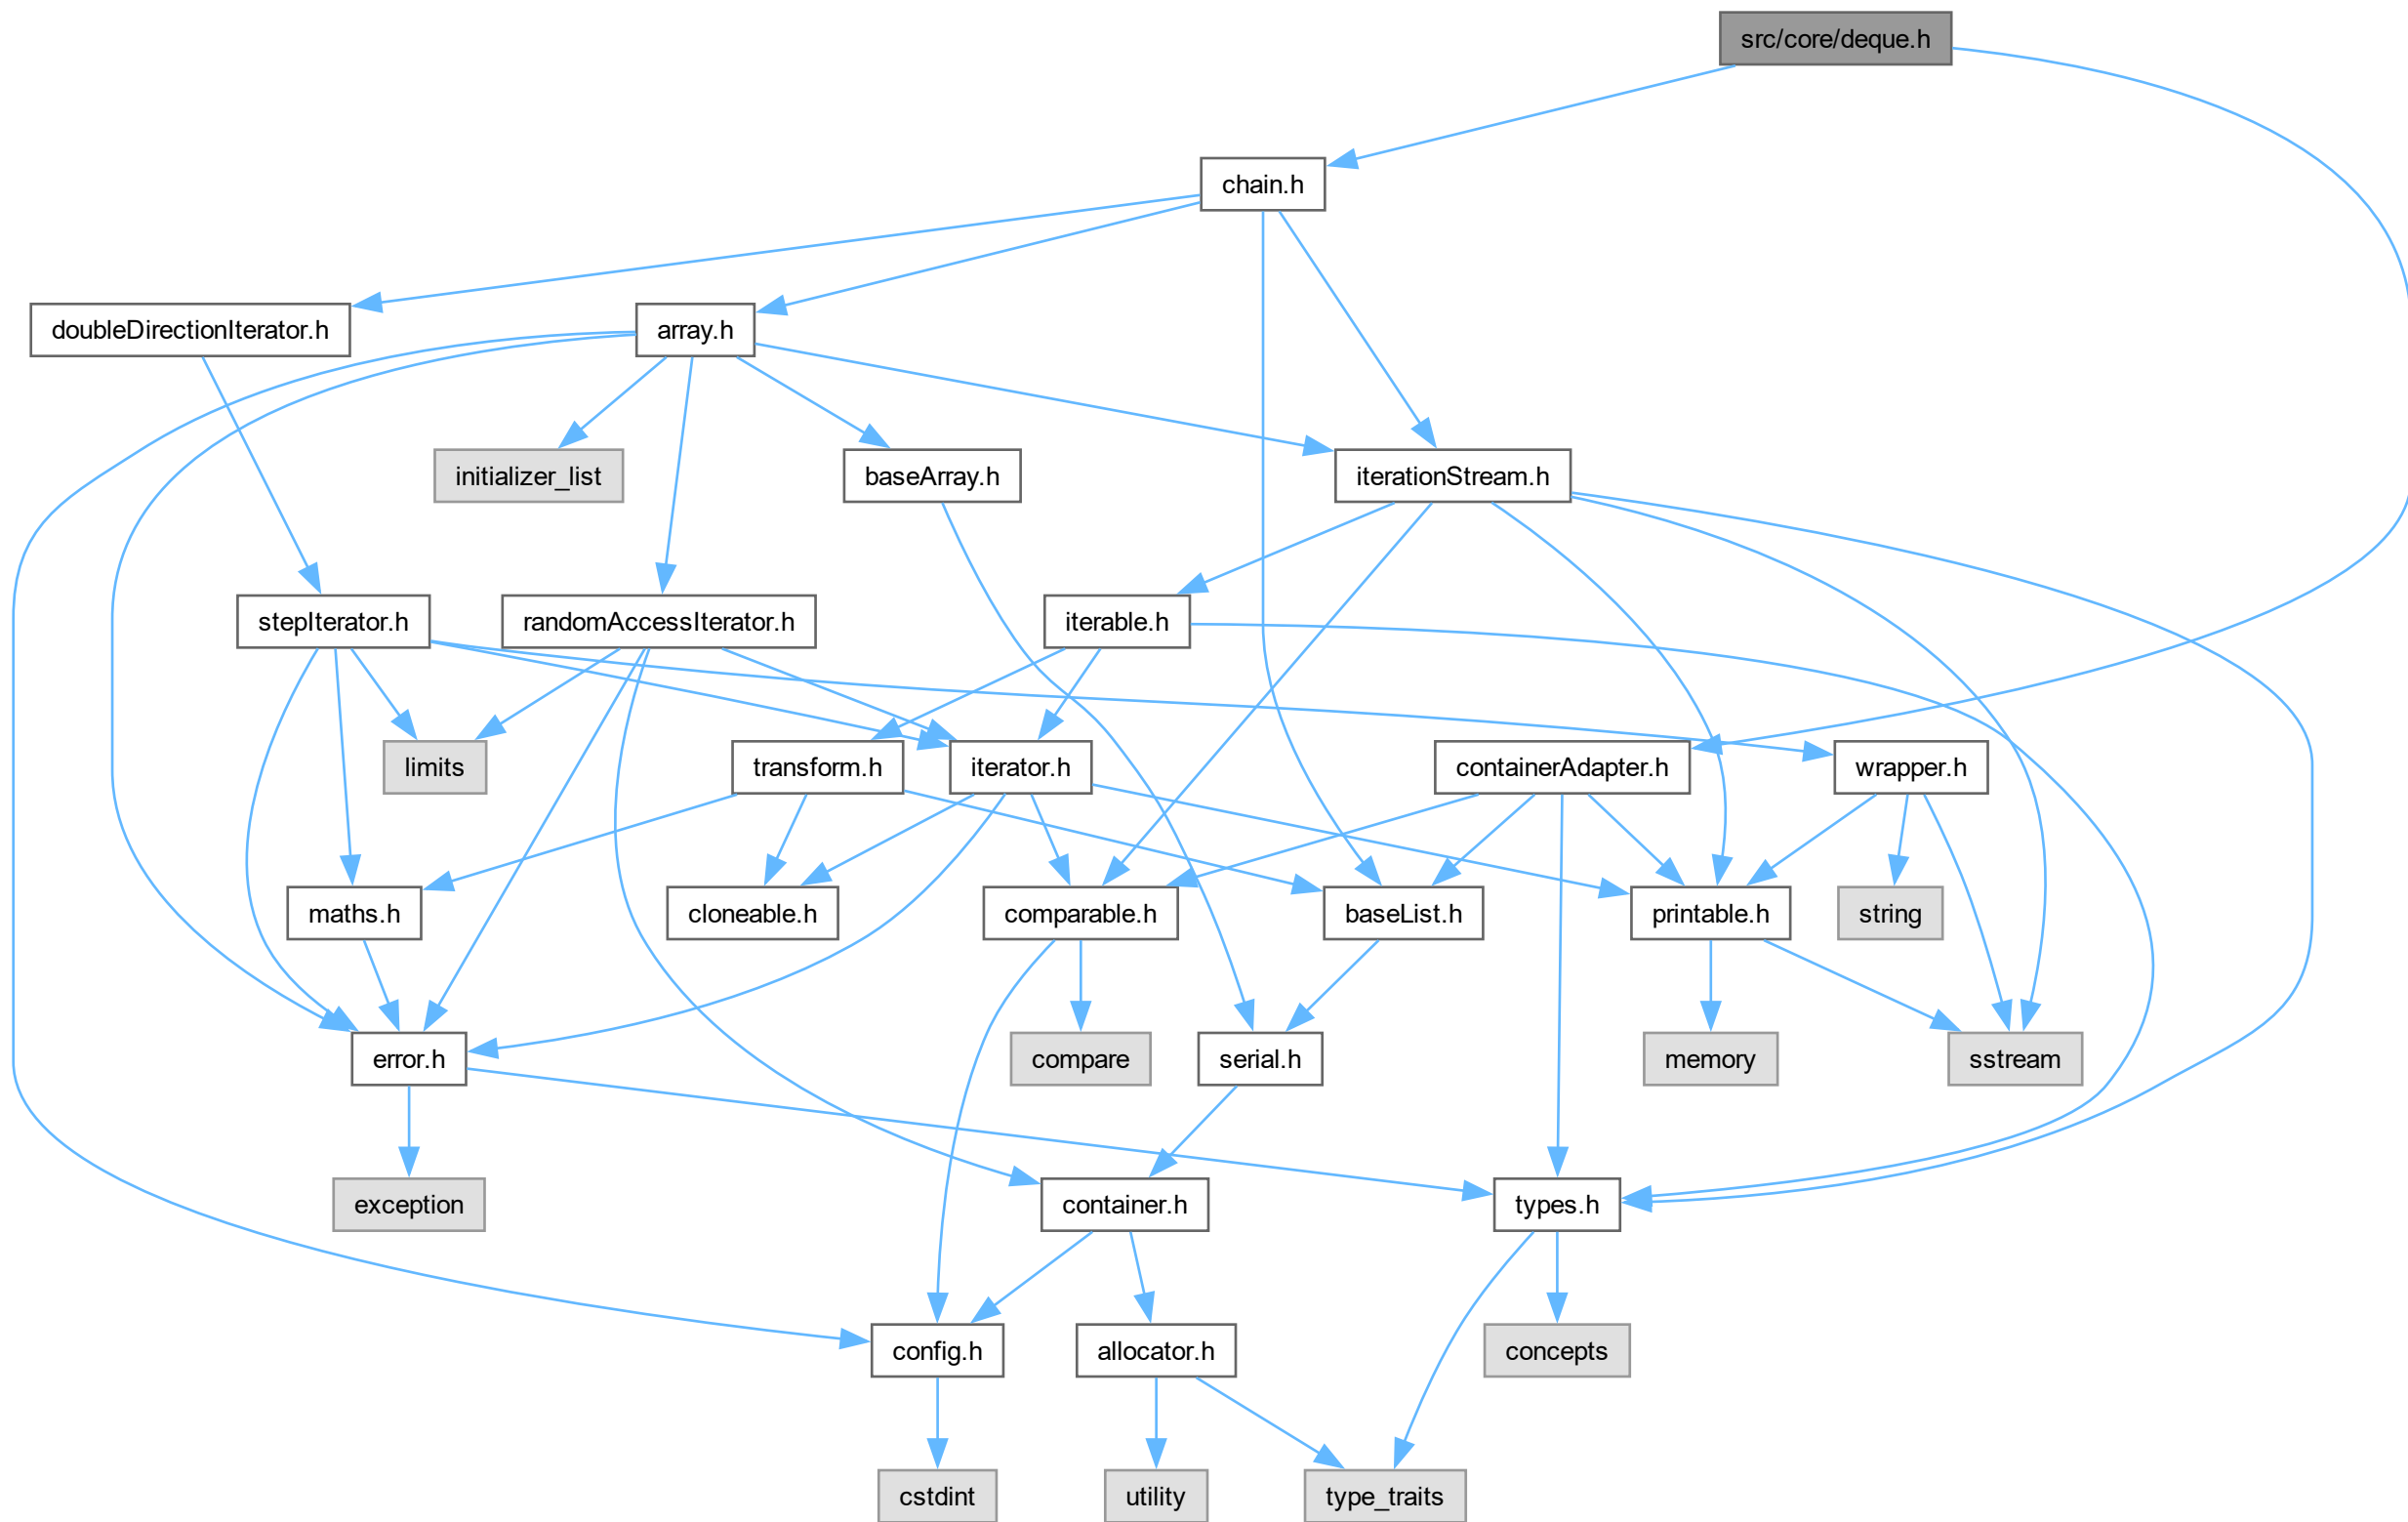 src/core/deque.h
chain.h
doubleDirectionIterator.h
array.h
initializer_list
baseArray.h
iterationStream.h
stepIterator.h
randomAccessIterator.h
iterable.h
limits
transform.h
iterator.h
containerAdapter.h
wrapper.h
maths.h
cloneable.h
comparable.h
baseList.h
printable.h
string
error.h
compare
serial.h
memory
sstream
exception
container.h
types.h
config.h
allocator.h
concepts
cstdint
utility
type_traits